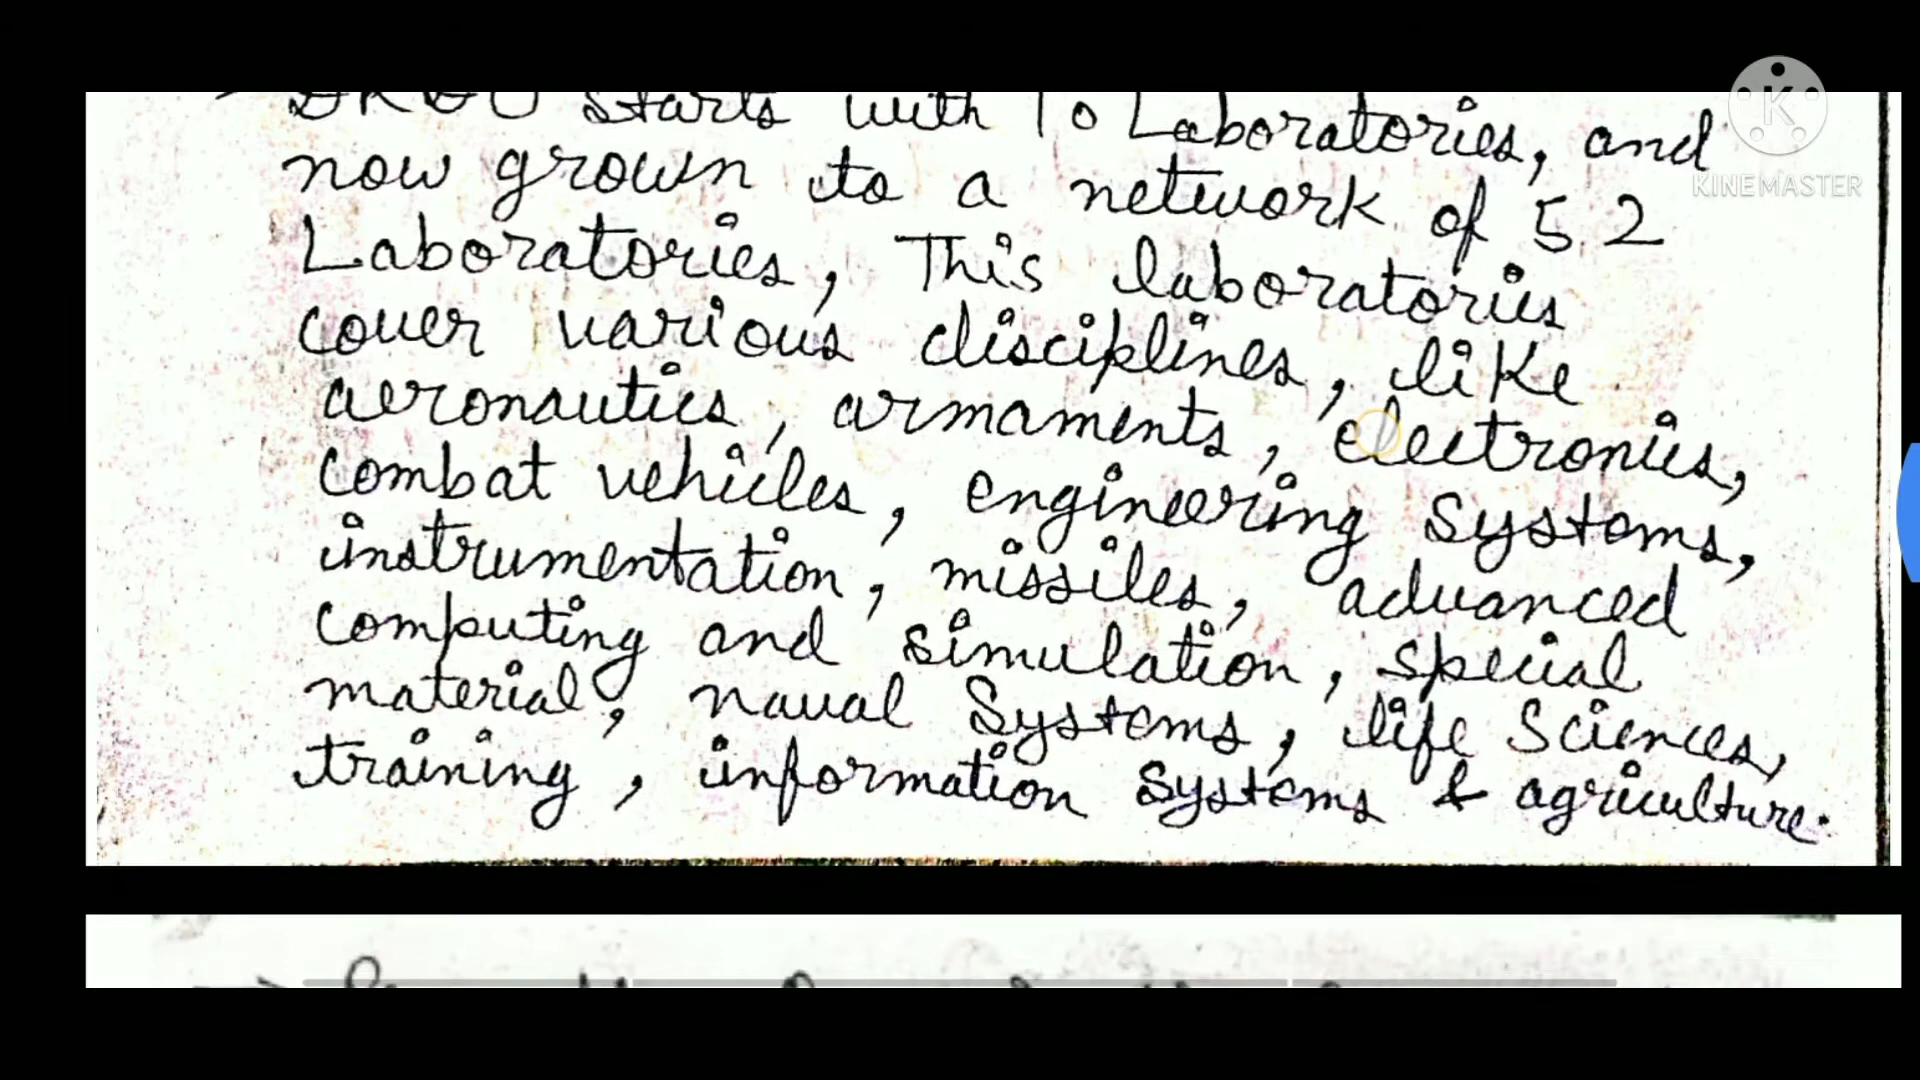 DRDO starts with 10 Laboratories, and
now grown to a network of 52
Laboratories, This laboratories
cover various disciplines, like
aeronautics, armaments, electronics,
combat vehicles, engineering Systems,
instrumentation, missiles, advanced
computing and simulation, special
material, naval Systems, life Sciences,
training, information Systems & agriculture.
KINEMASTER